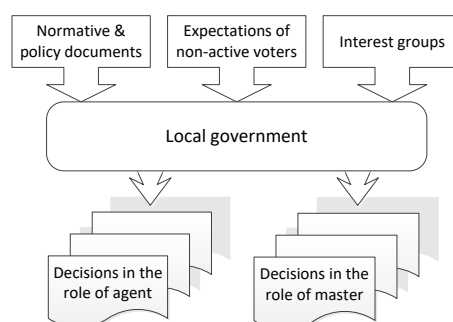 Normative &
policy documents
Expectations of
non-active voters
Interest groups
Local government
Decisions in the
role of agent
Decisions in the
role of master